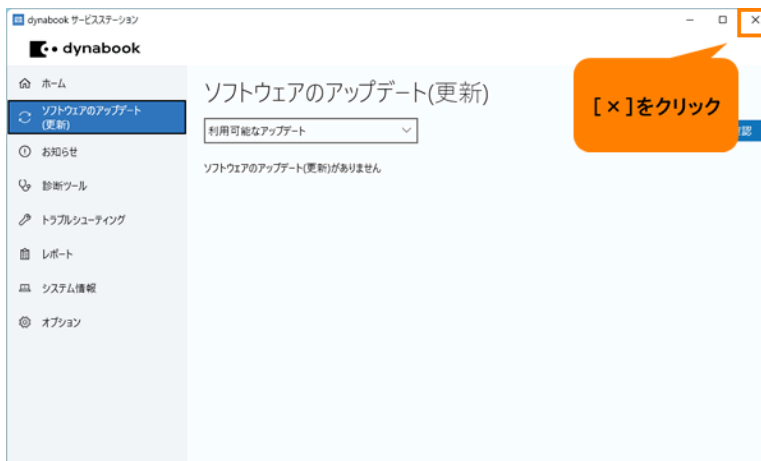 dynabook サービスステーション
dynabook
ホーム
ソフトウェアのアップデート
(更新)
お知らせ
診断ツール
トラブルシューティング
レポート
システム情報
オプション
ソフトウェアのアップデート(更新)
利用可能なアップデート
ソフトウェアのアップデート(更新)がありません
[×]をクリック